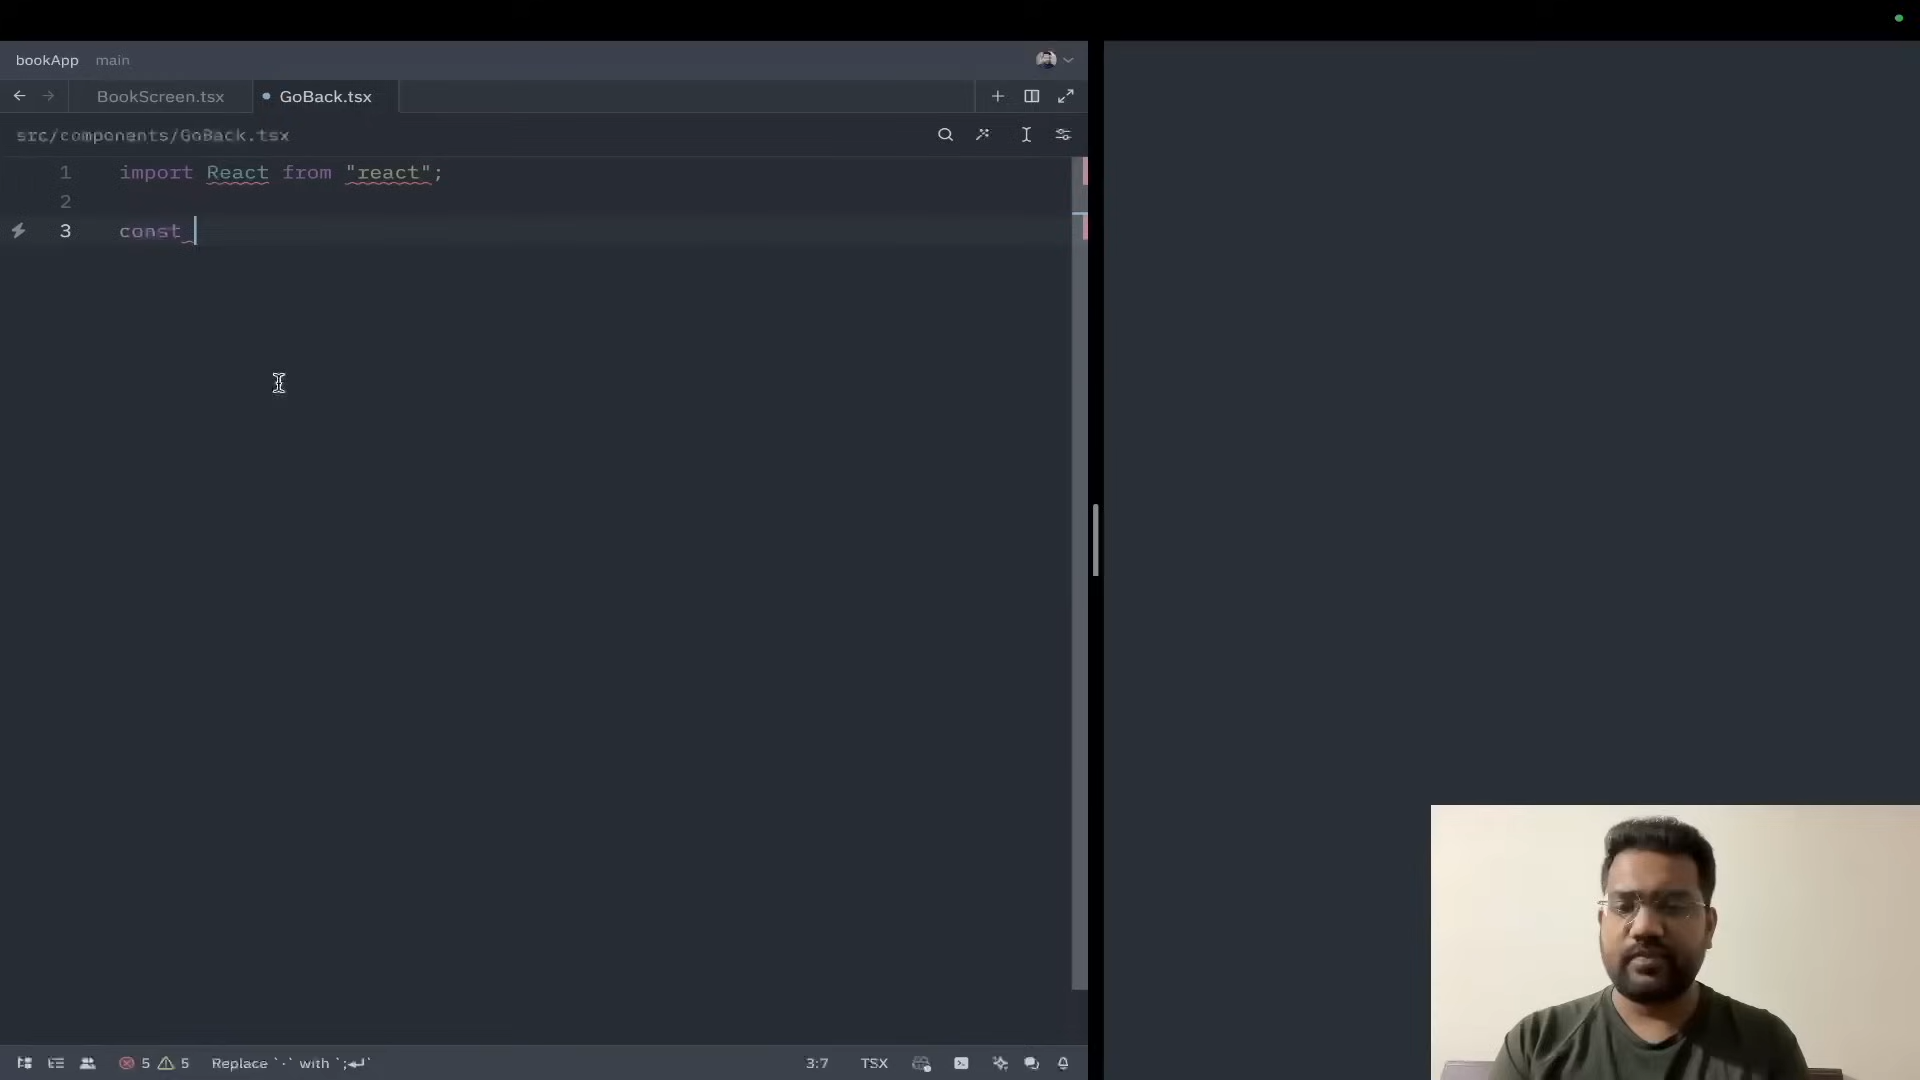 bookApp main
BookScreen.tsx GoBack.tsx
src/components/GoBack.tsx
1 import React from "react";
2
3 const
5 5 Replace `·` with `;↵` 3:7 TSX